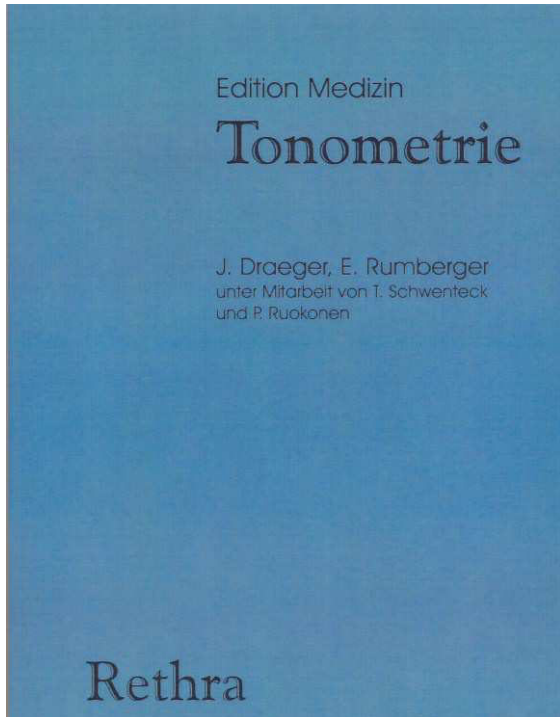 Edition Medizin
Tonometrie
J. Draeger, E. Rumberger
unter Mitarbeit von T. Schwenteck
und P. Ruokonen
Rethra